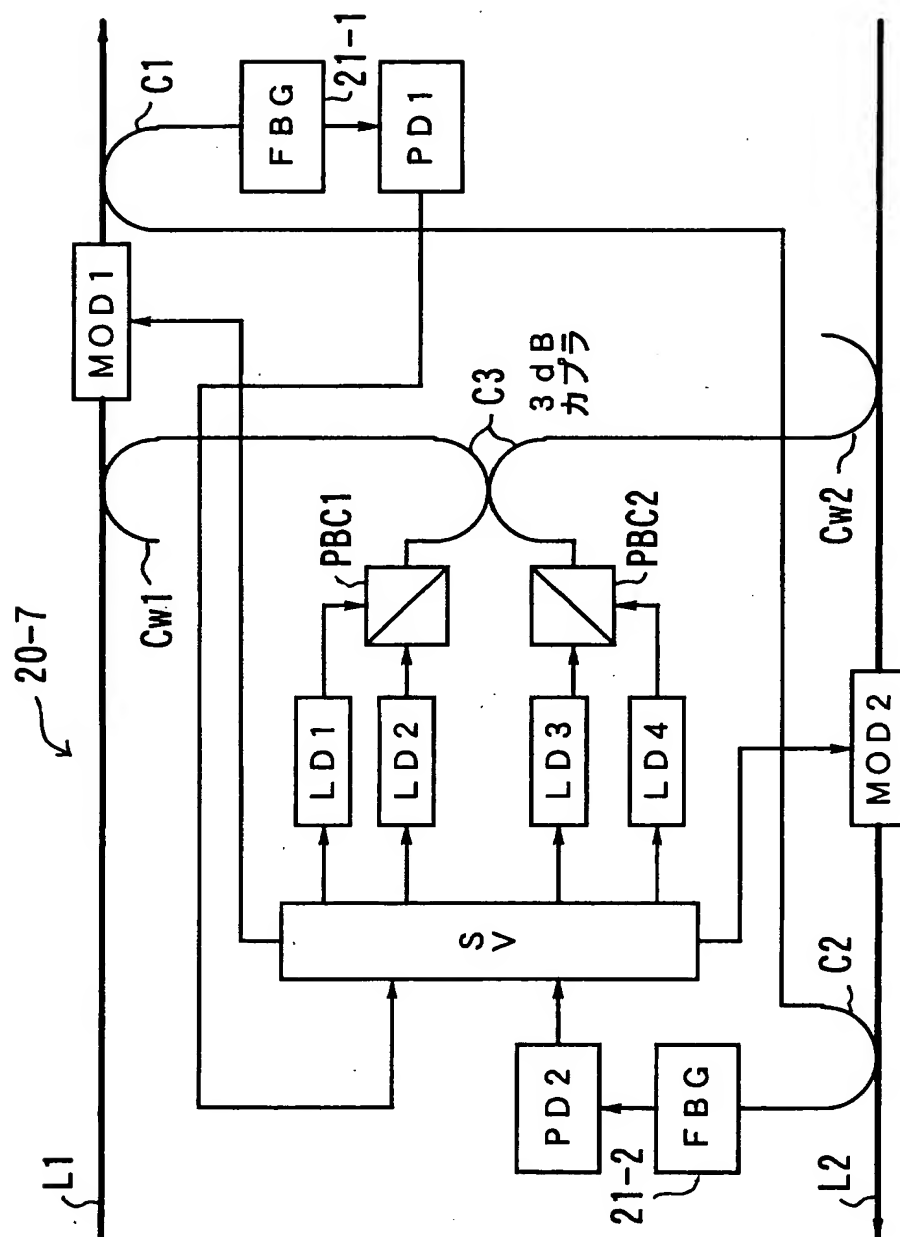 20-7
L1
Cw1
MOD1
C1
FBG
21-1
PD1
PBC1
C3
3dB
カプラ
LD1
LD2
SV
LD3
LD4
PBC2
PD2
FBG
21-2
C2
MOD2
Cw2
L2